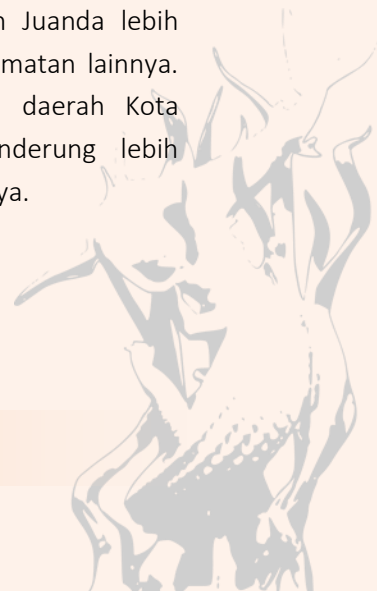 n Juanda lebih
matan lainnya.
daerah Kota
nderung lebih
ya.